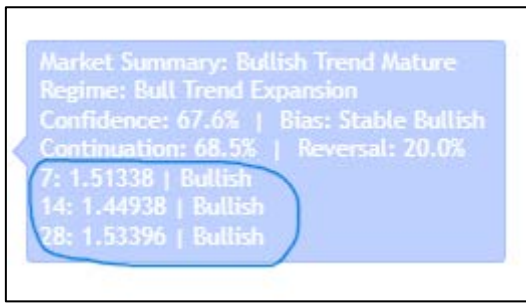 Market Summary: Bullish Trend Mature
Regime: Bull Trend Expansion
Confidence: 67.6% | Bias: Stable Bullish
Continuation: 68.5% | Reversal: 20.0%
7: 1.51338 | Bullish
14: 1.44938 | Bullish
28: 1.53396 | Bullish